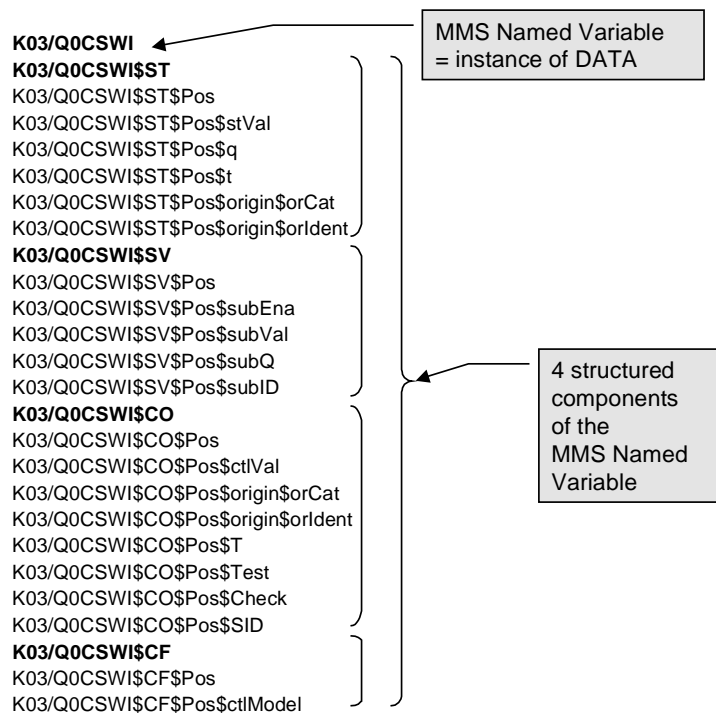 K03/Q0CSWI
K03/Q0CSWI$ST
K03/Q0CSWI$ST$Pos
K03/Q0CSWI$ST$Pos$stVal
K03/Q0CSWI$ST$Pos$q
K03/Q0CSWI$ST$Pos$t
K03/Q0CSWI$ST$Pos$origin$orCat
K03/Q0CSWI$ST$Pos$origin$orIdent
K03/Q0CSWI$SV
K03/Q0CSWI$SV$Pos
K03/Q0CSWI$SV$Pos$subEna
K03/Q0CSWI$SV$Pos$subVal
K03/Q0CSWI$SV$Pos$subQ
K03/Q0CSWI$SV$Pos$subID
K03/Q0CSWI$CO
K03/Q0CSWI$CO$Pos
K03/Q0CSWI$CO$Pos$ctlVal
K03/Q0CSWI$CO$Pos$origin$orCat
K03/Q0CSWI$CO$Pos$origin$orIdent
K03/Q0CSWI$CO$Pos$T
K03/Q0CSWI$CO$Pos$Test
K03/Q0CSWI$CO$Pos$Check
K03/Q0CSWI$CO$Pos$SID
K03/Q0CSWI$CF
K03/Q0CSWI$CF$Pos
K03/Q0CSWI$CF$Pos$ctlModel
MMS Named Variable
= instance of DATA
4 structured
components
of the
MMS Named
Variable